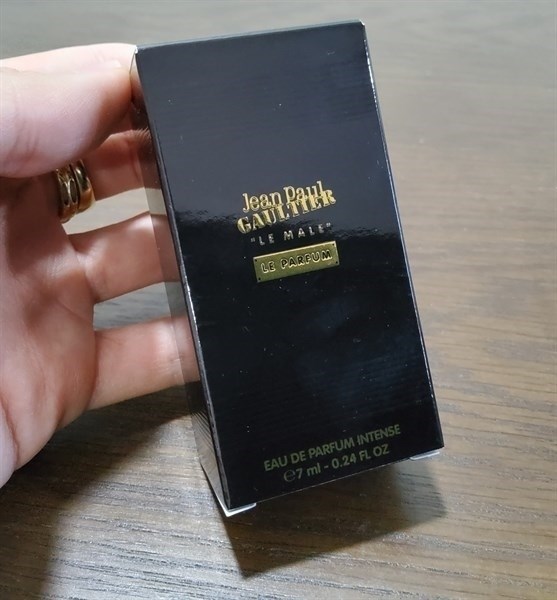 Jean Paul
GAULTIER
"LE MALE"
LE PARFUM
EAU DE PARFUM INTENSE
℮7 ml - 0.24 FL OZ